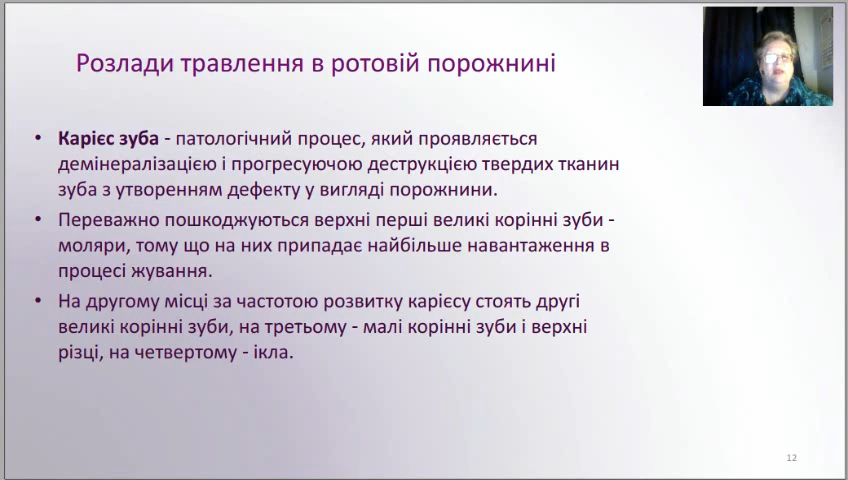 Розлади травлення в ротовій порожнині
• Карієс зуба - патологічний процес, який проявляється
демінералізацією і прогресуючою деструкцією твердих тканин
зуба з утворенням дефекту у вигляді порожнини.
• Переважно пошкоджуються верхні перші великі корінні зуби -
моляри, тому що на них припадає найбільше навантаження в
процесі жування.
• На другому місці за частотою розвитку карієсу стоять другі
великі корінні зуби, на третьому - малі корінні зуби і верхні
різці, на четвертому - ікла.
12